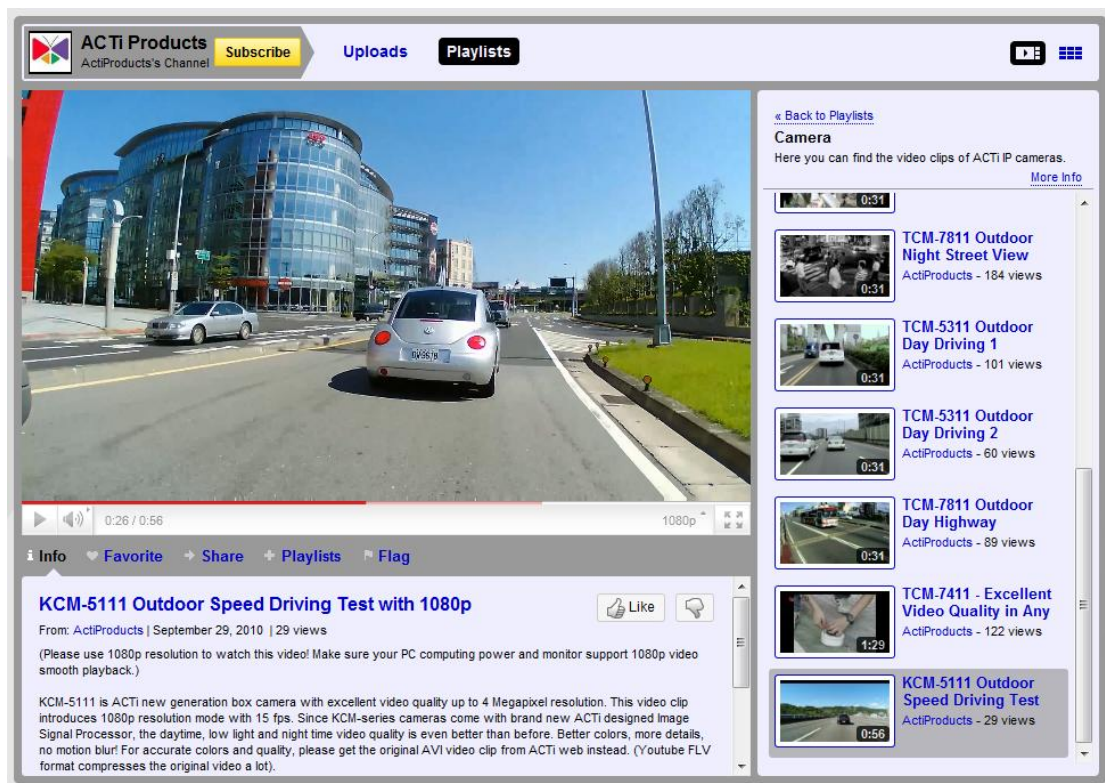 ACTi Products
ActiProducts's Channel
Subscribe
Uploads
Playlists
0:26 / 0:56
1080p
Info
Favorite
Share
Playlists
Flag
KCM-5111 Outdoor Speed Driving Test with 1080p
Like
From: ActiProducts | September 29, 2010 | 29 views
(Please use 1080p resolution to watch this video! Make sure your PC computing power and monitor support 1080p video
smooth playback.)
KCM-5111 is ACTi new generation box camera with excellent video quality up to 4 Megapixel resolution. This video clip
introduces 1080p resolution mode with 15 fps. Since KCM-series cameras come with brand new ACTi designed Image
Signal Processor, the daytime, low light and night time video quality is even better than before. Better colors, more details,
no motion blur! For accurate colors and quality, please get the original AVI video clip from ACTi web instead. (Youtube FLV
format compresses the original video a lot).
« Back to Playlists
Camera
Here you can find the video clips of ACTi IP cameras.
More Info
0:31
TCM-7811 Outdoor
Night Street View
ActiProducts - 184 views
0:31
TCM-5311 Outdoor
Day Driving 1
ActiProducts - 101 views
0:31
TCM-5311 Outdoor
Day Driving 2
ActiProducts - 60 views
0:31
TCM-7811 Outdoor
Day Highway
ActiProducts - 89 views
0:31
TCM-7411 - Excellent
Video Quality in Any
ActiProducts - 122 views
1:29
KCM-5111 Outdoor
Speed Driving Test
ActiProducts - 29 views
0:56